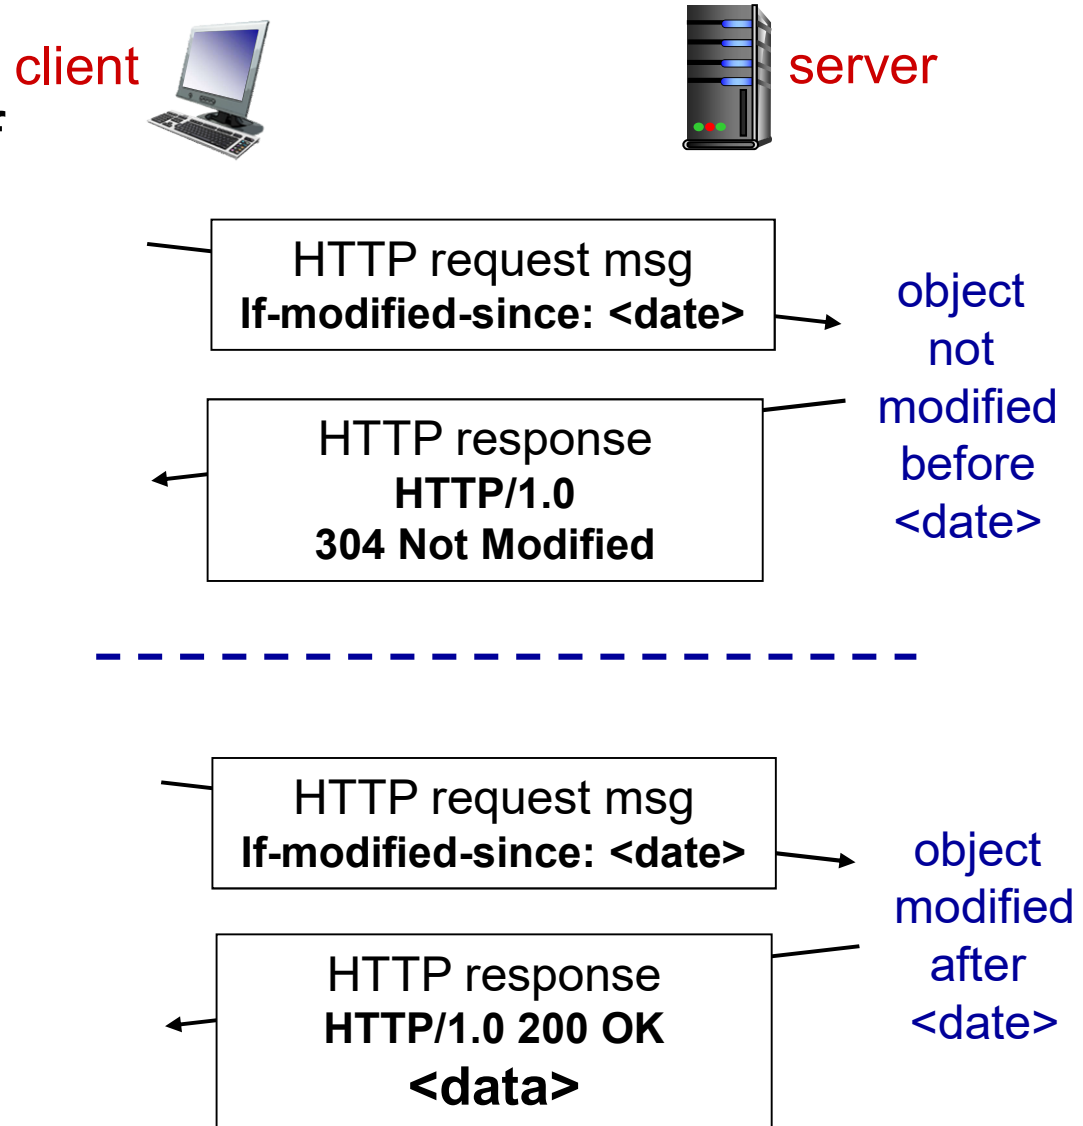 client
server
f
HTTP request msg
If-modified-since: <date>
object
not
modified
before
<date>
HTTP response
HTTP/1.0
304 Not Modified
HTTP request msg
If-modified-since: <date>
object
modified
after
<date>
HTTP response
HTTP/1.0 200 OK
<data>